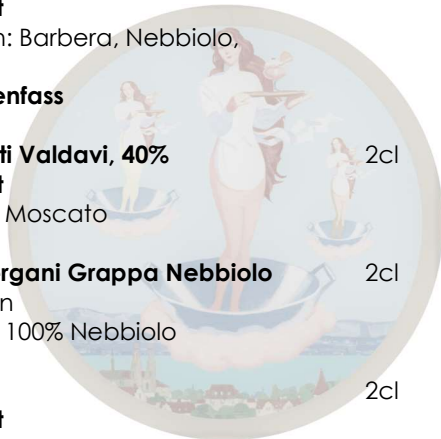 t
n: Barbera, Nebbiolo,
enfass
ti Valdavi, 40% 2cl
t
Moscato
rgani Grappa Nebbiolo 2cl
n
100% Nebbiolo
2cl
t